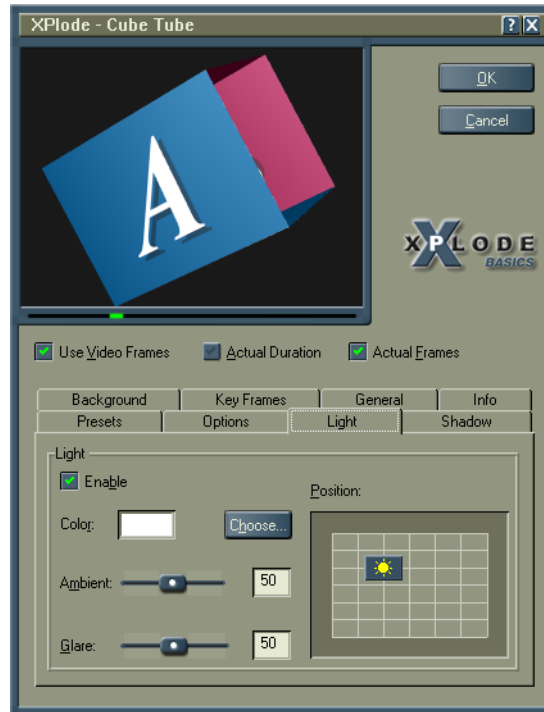 XPlode - Cube Tube
? X
A
OK
Cancel
XPLODE
BASICS
Use Video Frames Actual Duration Actual Frames
Background Key Frames General Info
Presets Options Light Shadow
Light
Enable
Position:
Color: Choose...
Ambient: 50
Glare: 50